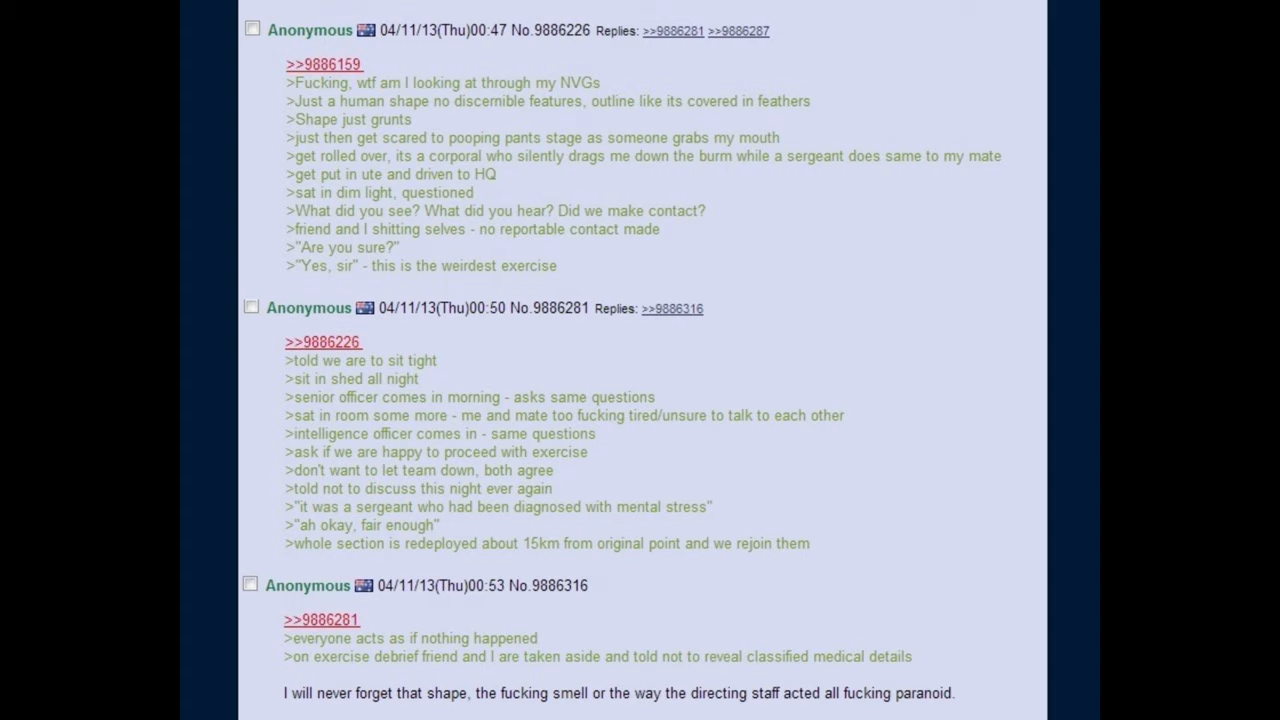 Anonymous 04/11/13(Thu)00:47 No.9886226 Replies: >>9886281 >>9886287
>>9886159
>Fucking, wtf am I looking at through my NVGs
>Just a human shape no discernible features, outline like its covered in feathers
>Shape just grunts
>just then get scared to pooping pants stage as someone grabs my mouth
>get rolled over, its a corporal who silently drags me down the burm while a sergeant does same to my mate
>get put in ute and driven to HQ
>sat in dim light, questioned
>What did you see? What did you hear? Did we make contact?
>friend and I shitting selves - no reportable contact made
>"Are you sure?"
>"Yes, sir" - this is the weirdest exercise
Anonymous 04/11/13(Thu)00:50 No.9886281 Replies: >>9886316
>>9886226
>told we are to sit tight
>sit in shed all night
>senior officer comes in morning - asks same questions
>sat in room some more - me and mate too fucking tired/unsure to talk to each other
>intelligence officer comes in - same questions
>ask if we are happy to proceed with exercise
>don't want to let team down, both agree
>told not to discuss this night ever again
>"it was a sergeant who had been diagnosed with mental stress"
>"ah okay, fair enough"
>whole section is redeployed about 15km from original point and we rejoin them
Anonymous 04/11/13(Thu)00:53 No.9886316
>>9886281
>everyone acts as if nothing happened
>on exercise debrief friend and I are taken aside and told not to reveal classified medical details
I will never forget that shape, the fucking smell or the way the directing staff acted all fucking paranoid.